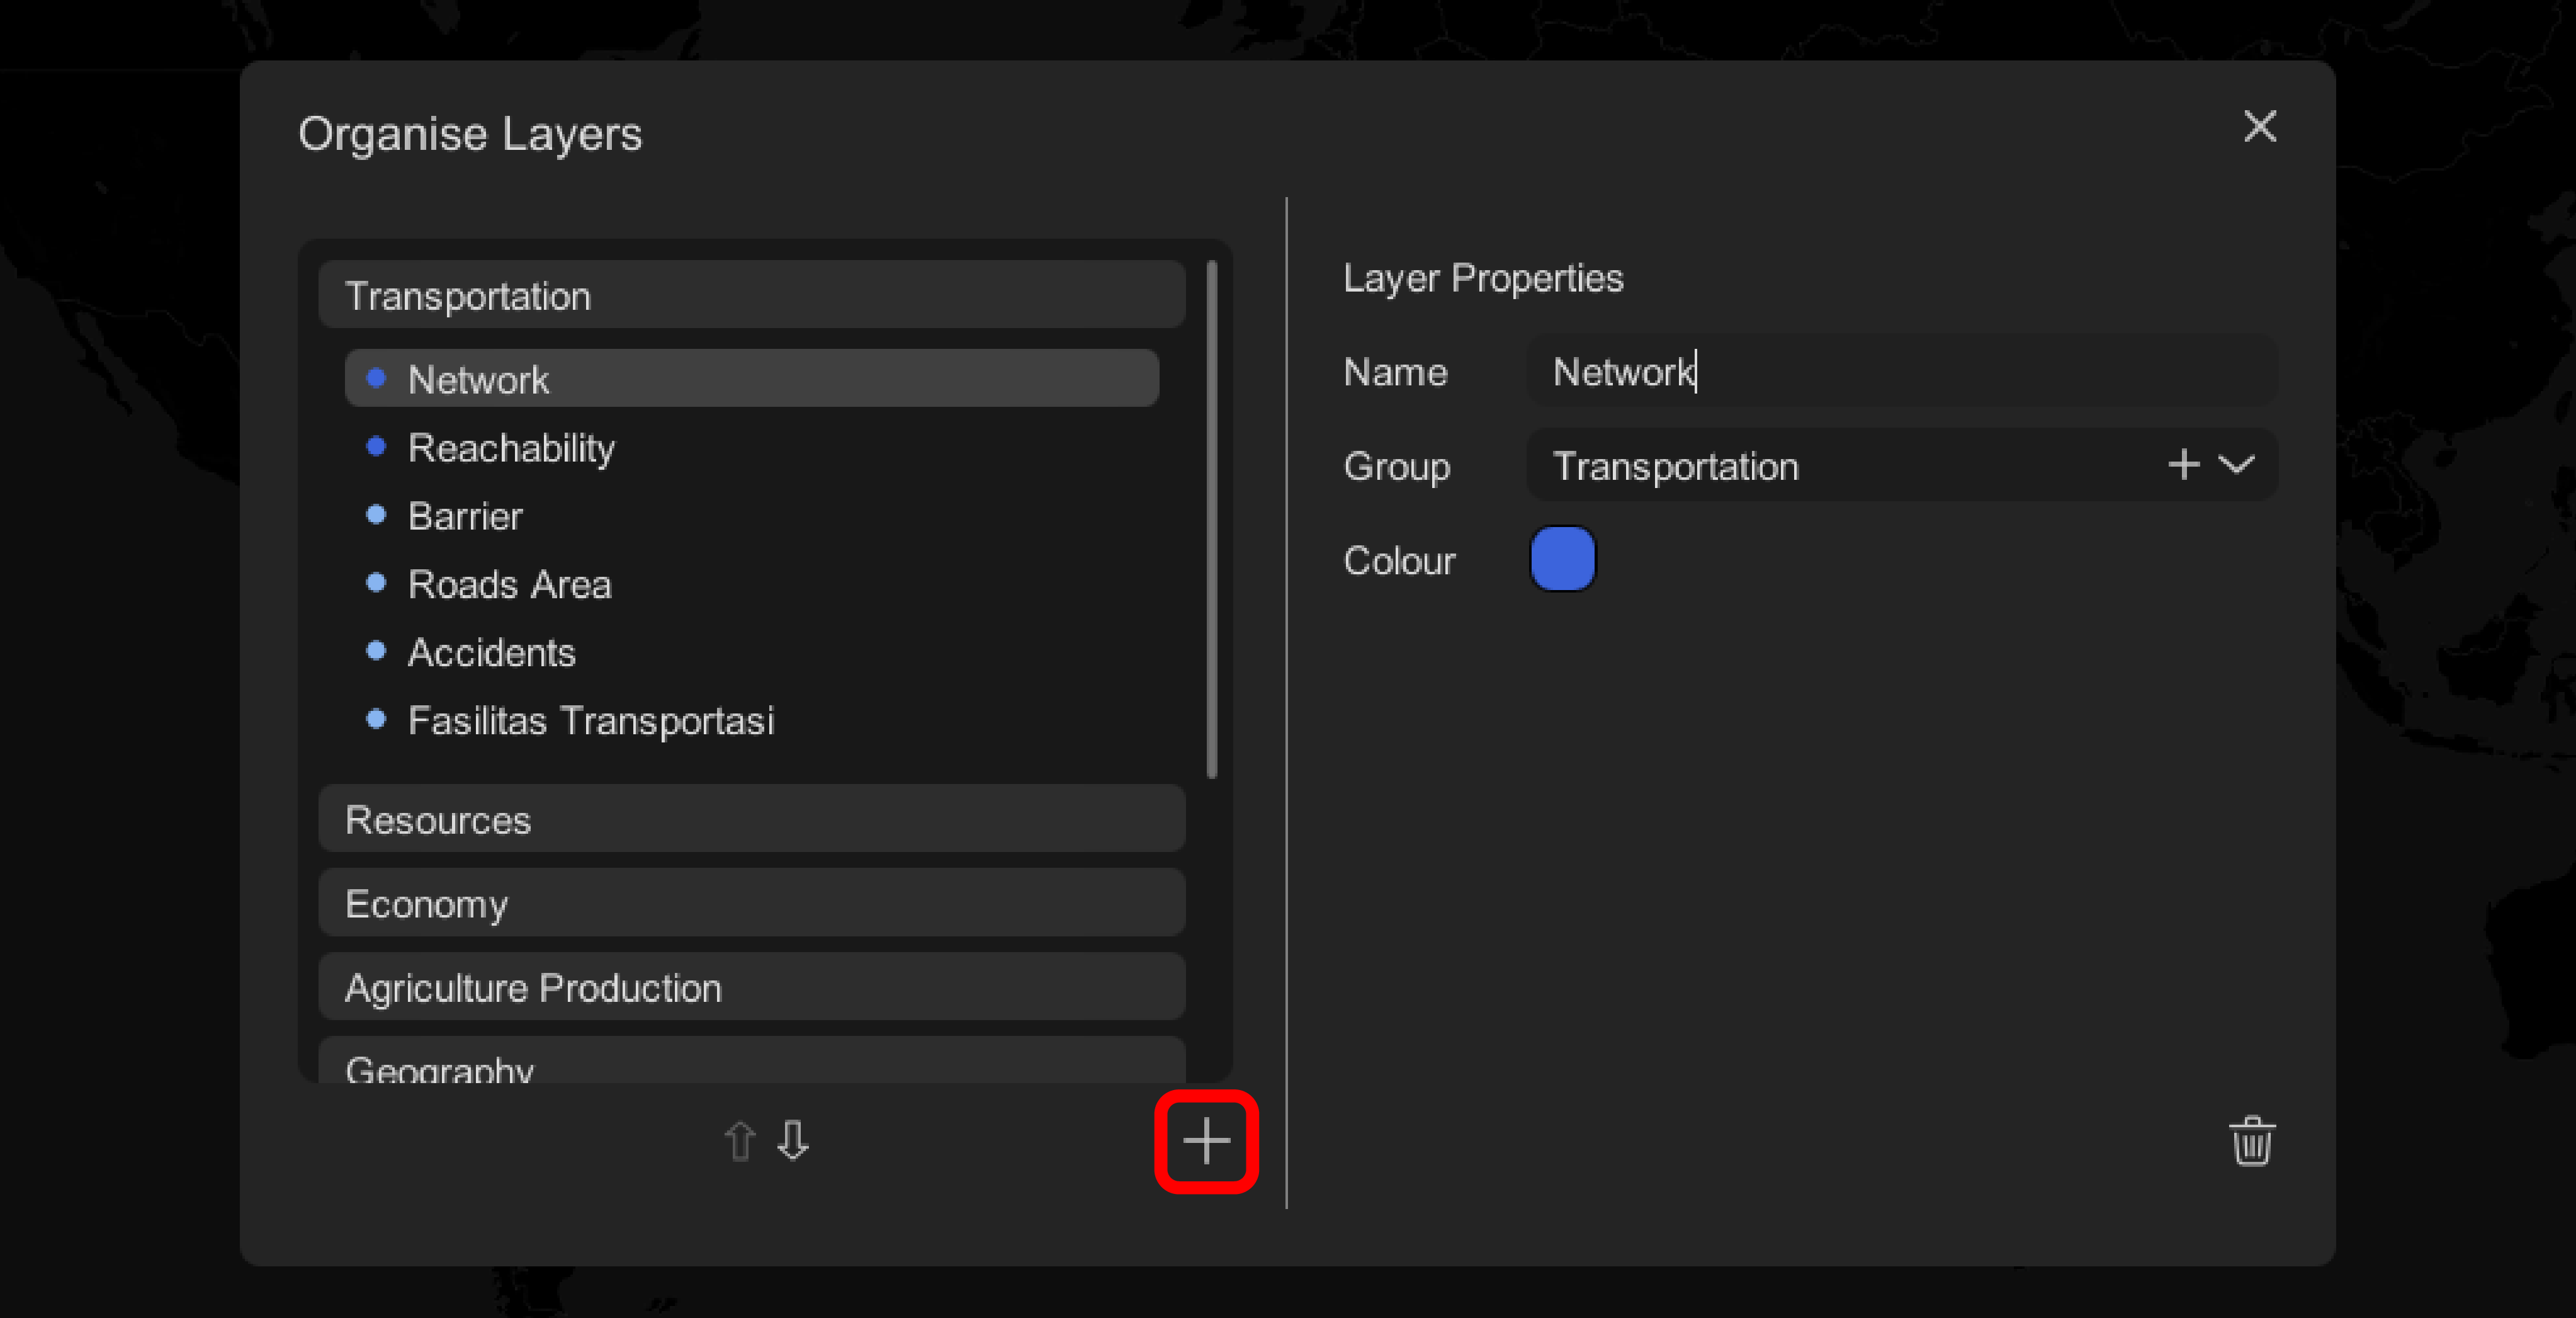 Organise Layers
Transportation
Network
Reachability
Barrier
Roads Area
Accidents
Fasilitas Transportasi
Resources
Economy
Agriculture Production
Geography
Layer Properties
Name Network
Group Transportation
Colour